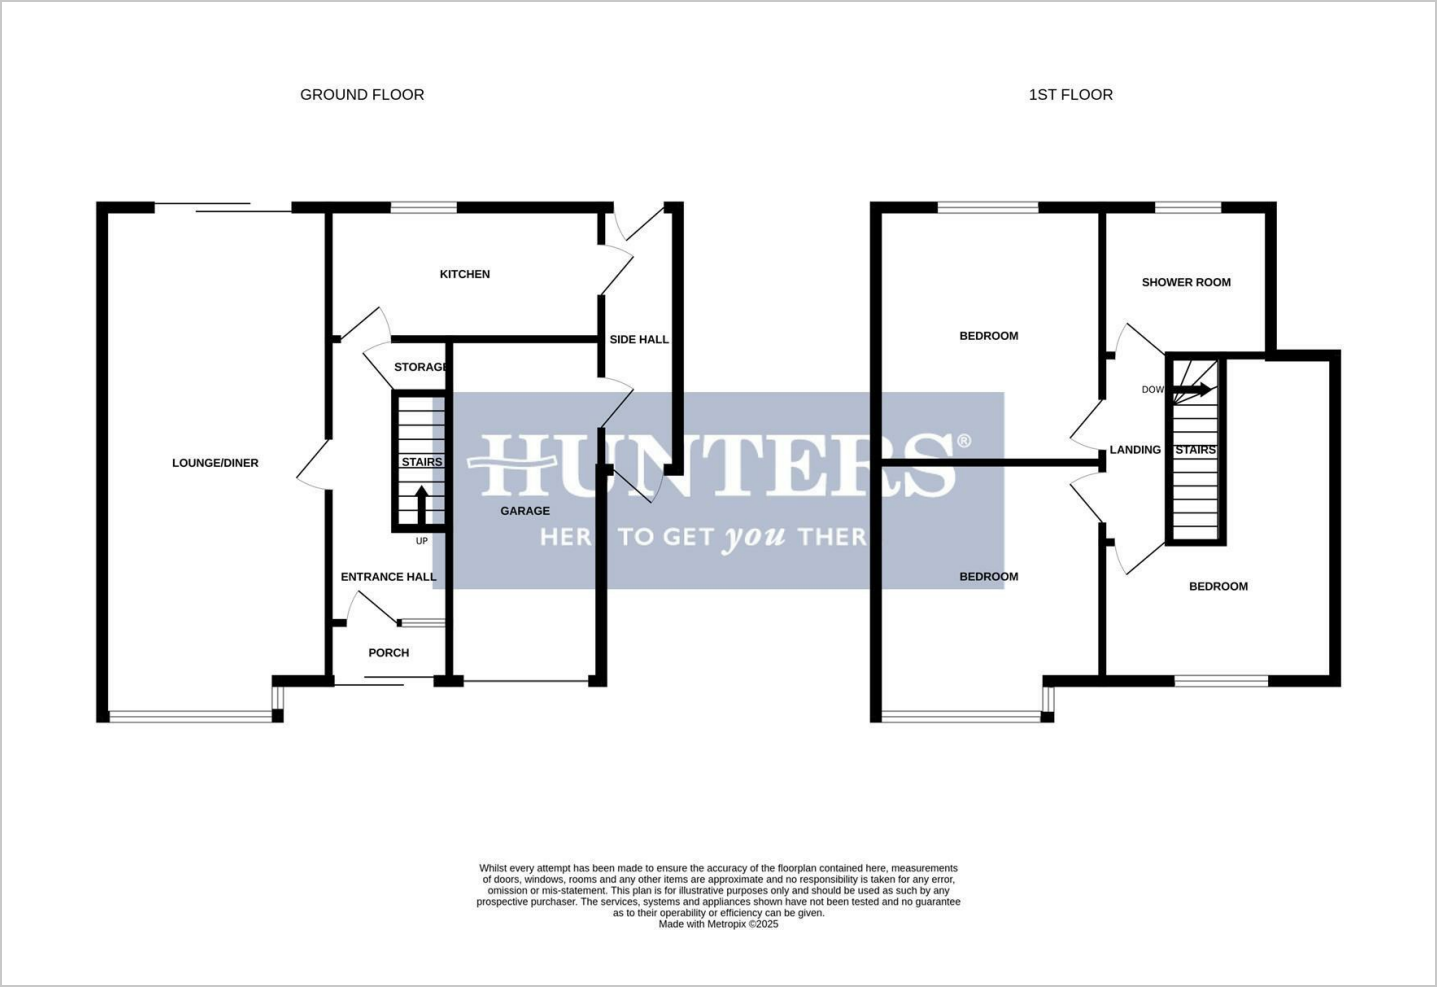 GROUND FLOOR
1ST FLOOR
KITCHEN
SIDE HALL
STORAGE
LOUNGE/DINER
STAIRS
UP
GARAGE
ENTRANCE HALL
PORCH
SHOWER ROOM
BEDROOM
DOW
LANDING
STAIRS
BEDROOM
BEDROOM
HUNTERS®
HER TO GET you THER
Whilst every attempt has been made to ensure the accuracy of the floorplan contained here, measurements
of doors, windows, rooms and any other items are approximate and no responsibility is taken for any error,
omission or mis-statement. This plan is for illustrative purposes only and should be used as such by any
prospective purchaser. The services, systems and appliances shown have not been tested and no guarantee
as to their operability or efficiency can be given.
Made with Metropix ©2025